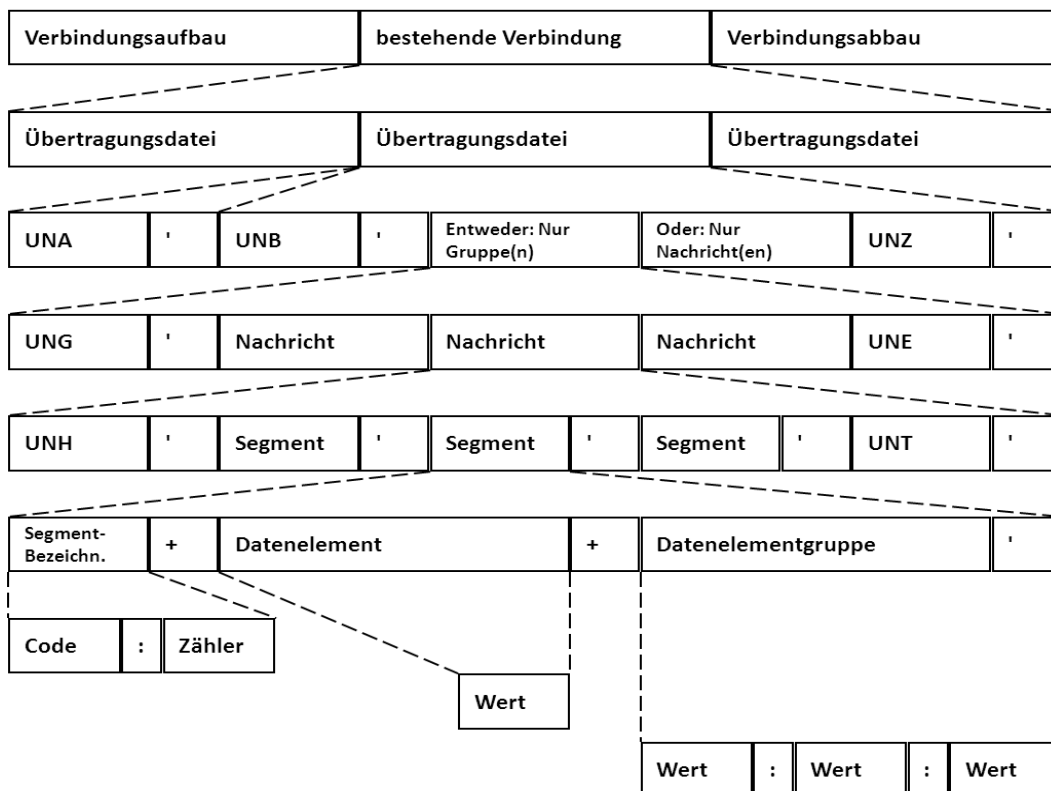 Verbindungsaufbau bestehende Verbindung Verbindungsabbau
Übertragungsdatei Übertragungsdatei Übertragungsdatei
UNA ' UNB ' Entweder: Nur Oder: Nur UNZ '
Gruppe(n) Nachricht(en)
UNG ' Nachricht Nachricht Nachricht UNE '
UNH ' Segment ' Segment ' Segment ' UNT '
Segment- + Datenelement + Datenelementgruppe '
Bezeichn.
Code : Zähler
Wert
Wert : Wert : Wert